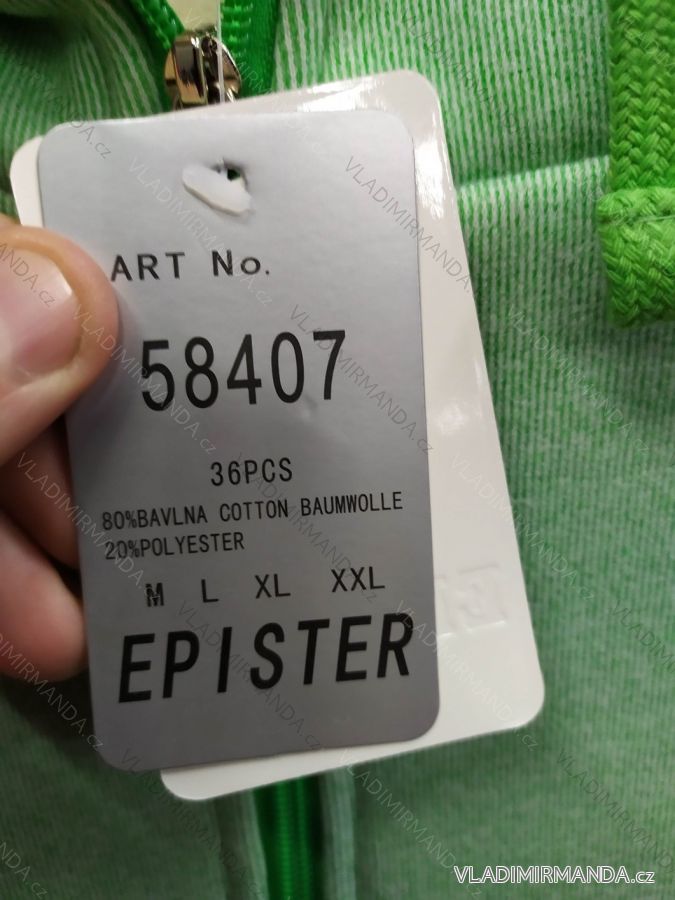 ART No.
58407
36PCS
80%BAVLNA COTTON BAUMWOLLE
20%POLYESTER
M L XL XXL
EPISTER
VLADIMIRMANDA.CZ